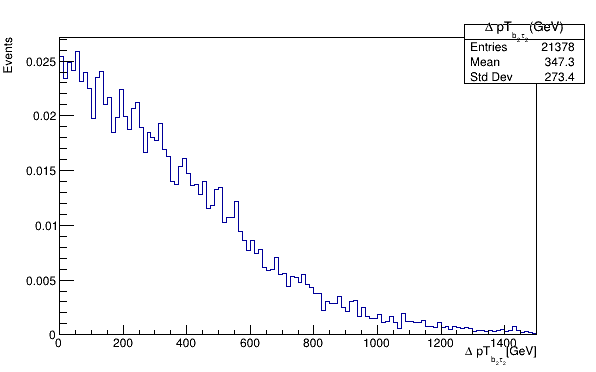 Δ pT_{b₂τ₂} (GeV)
Entries 21378
Mean 347.3
Std Dev 273.4
Events
0.025
0.02
0.015
0.01
0.005
0
0 200 400 600 800 1000 1200 1400
Δ pT_{b₂τ₂} [GeV]